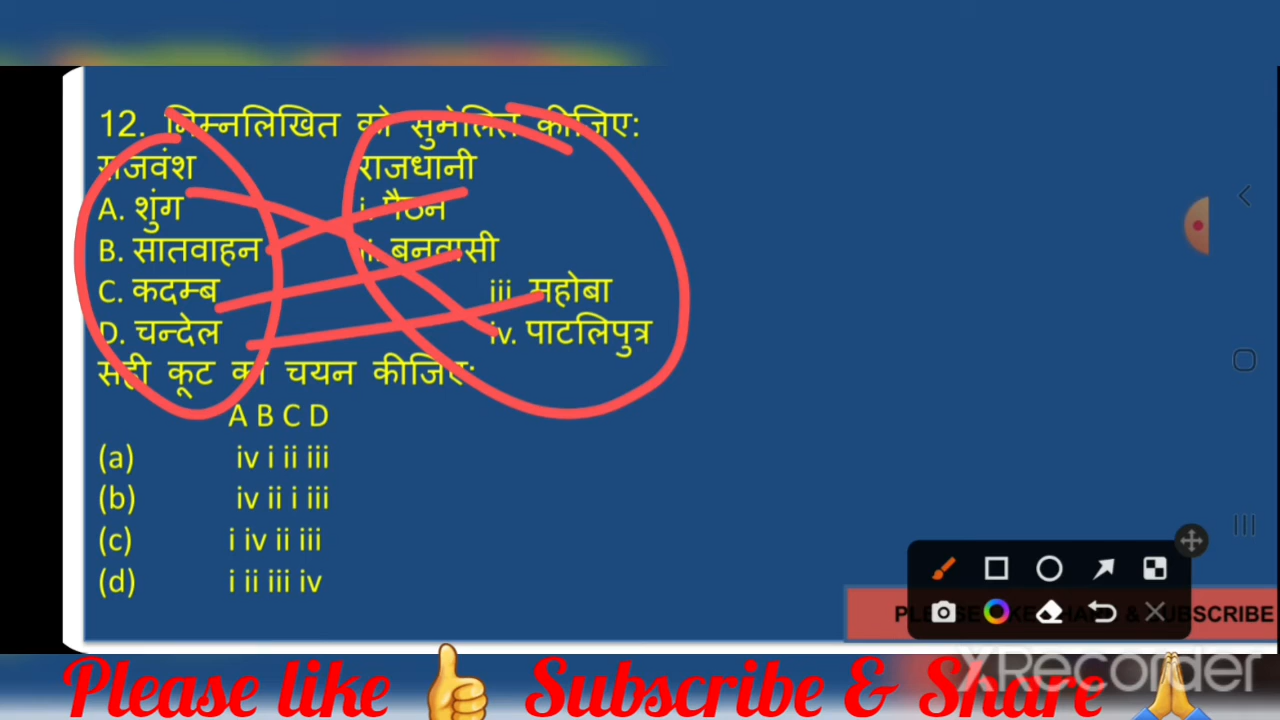 12. निम्नलिखित को सुमेलित कीजिए:
राजवंश राजधानी
A. शुंग i. पैठन
B. सातवाहन ii. बनवासी
C. कदम्ब iii. महोबा
D. चन्देल iv. पाटलिपुत्र
सही कूट का चयन कीजिए:
A B C D
(a) iv i ii iii
(b) iv ii i iii
(c) i iv ii iii
(d) i ii iii iv
SUBSCRIBE
XRecorder
Please like 👍 Subscribe & Share 🙏